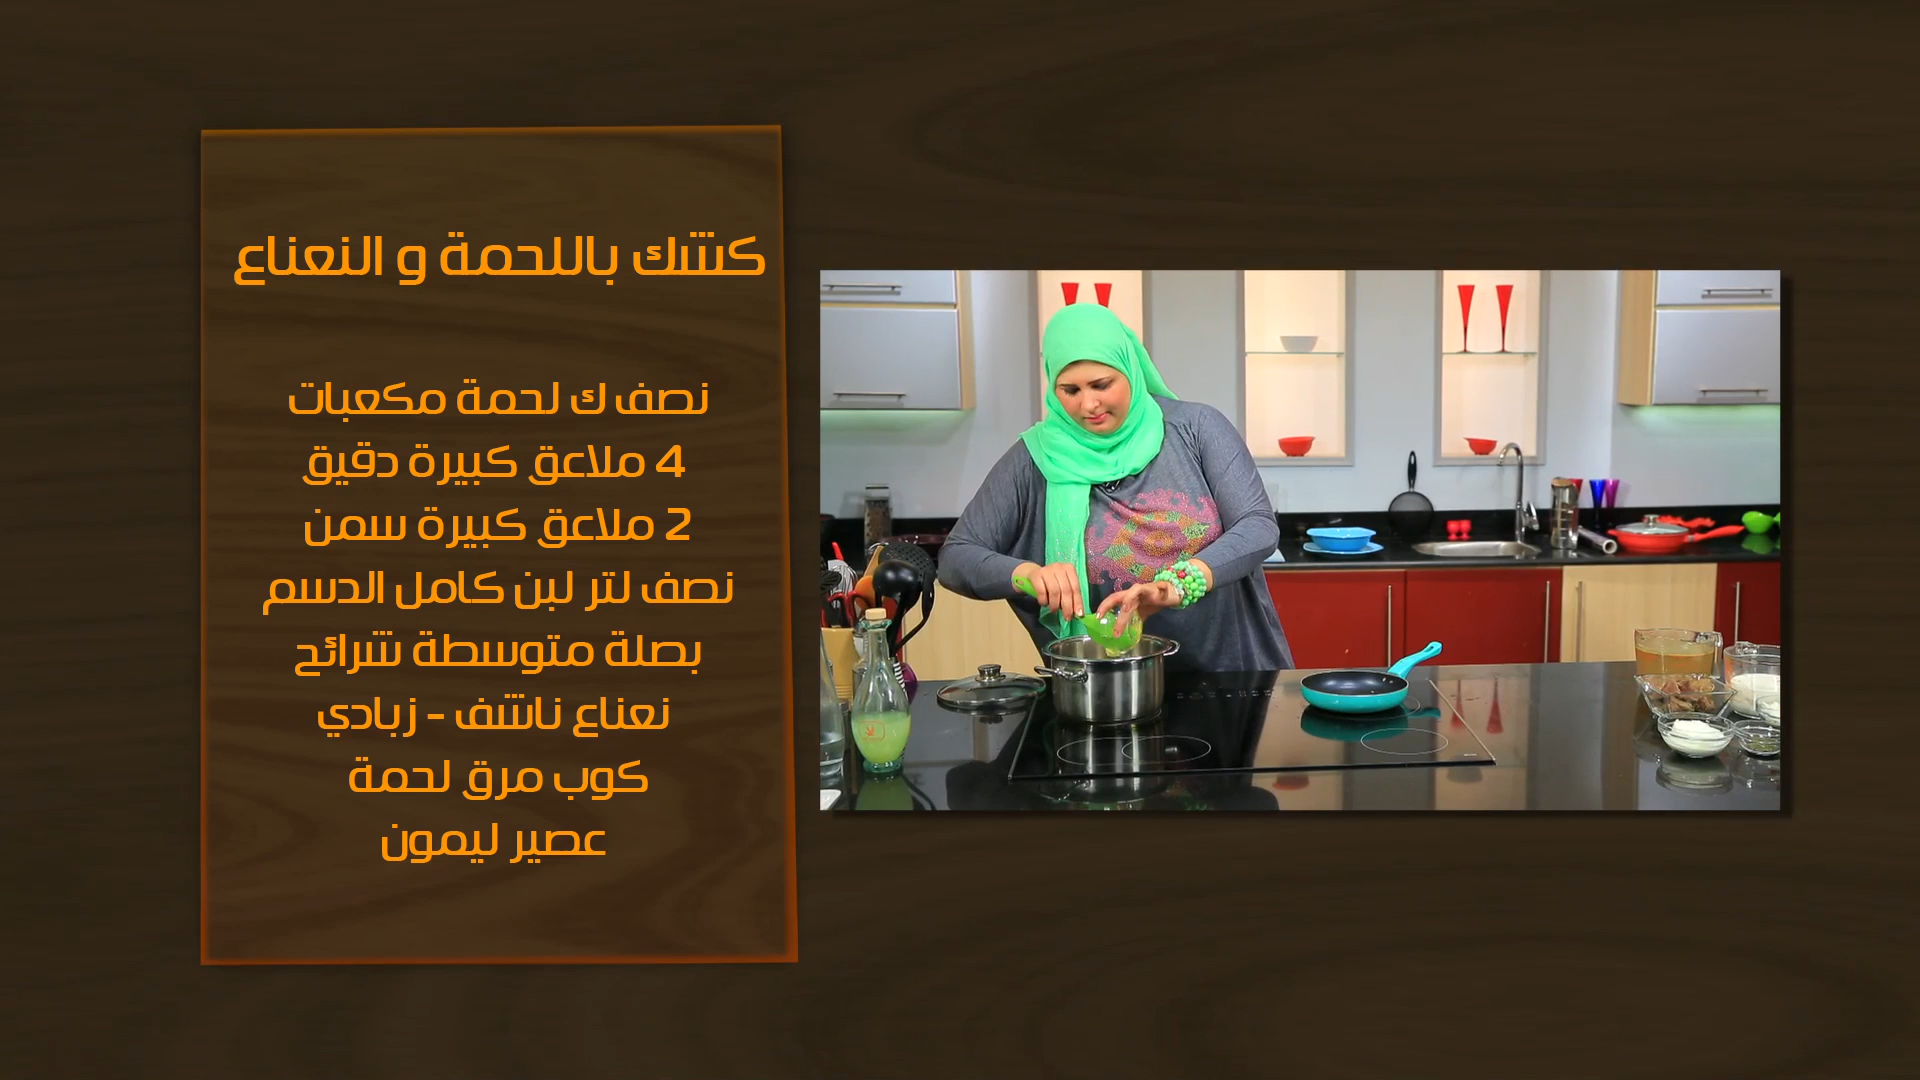 كشك باللحمة و النعناع
نصف ك لحمة مكعبات
4 ملاعق كبيرة دقيق
2 ملاعق كبيرة سمن
نصف لتر لبن كامل الدسم
بصلة متوسطة شرائح
نعناع ناشف - زبادي
كوب مرق لحمة
عصير ليمون